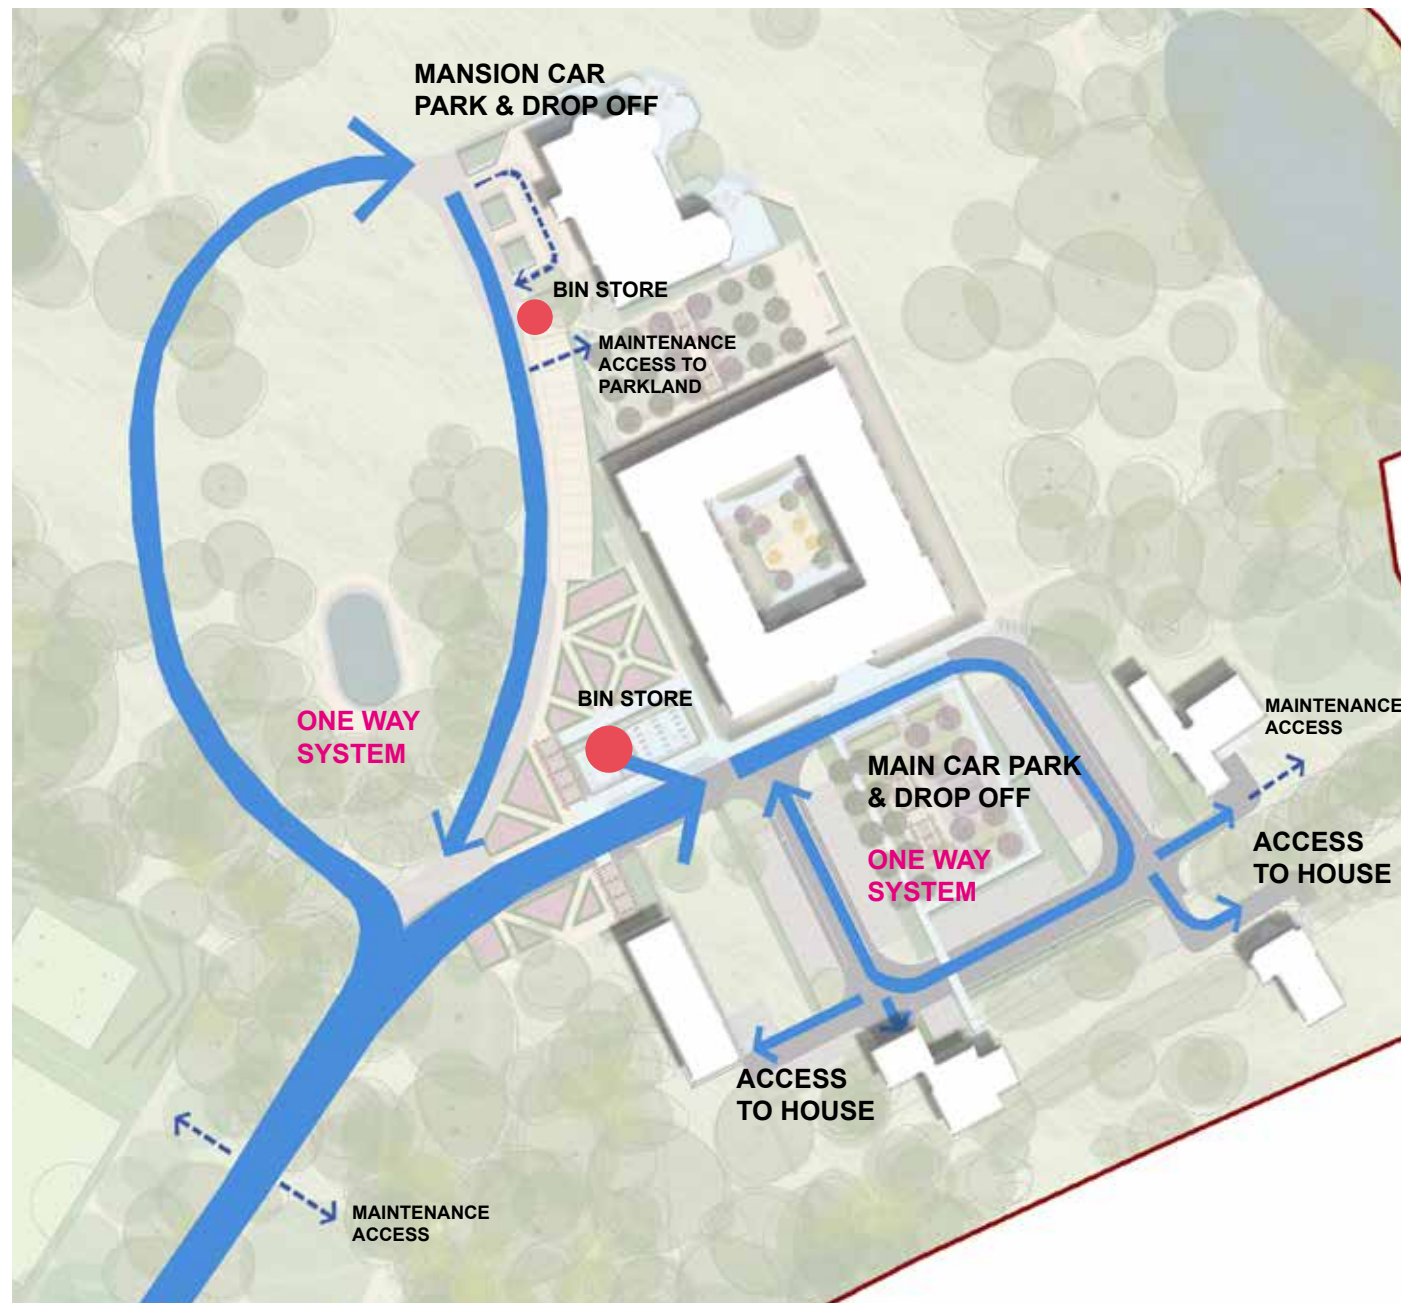 MANSION CAR
PARK & DROP OFF
BIN STORE
MAINTENANCE
ACCESS TO
PARKLAND
BIN STORE
ONE WAY
SYSTEM
MAINTENANCE
ACCESS
MAIN CAR PARK
& DROP OFF
ONE WAY
SYSTEM
ACCESS
TO HOUSE
ACCESS
TO HOUSE
MAINTENANCE
ACCESS